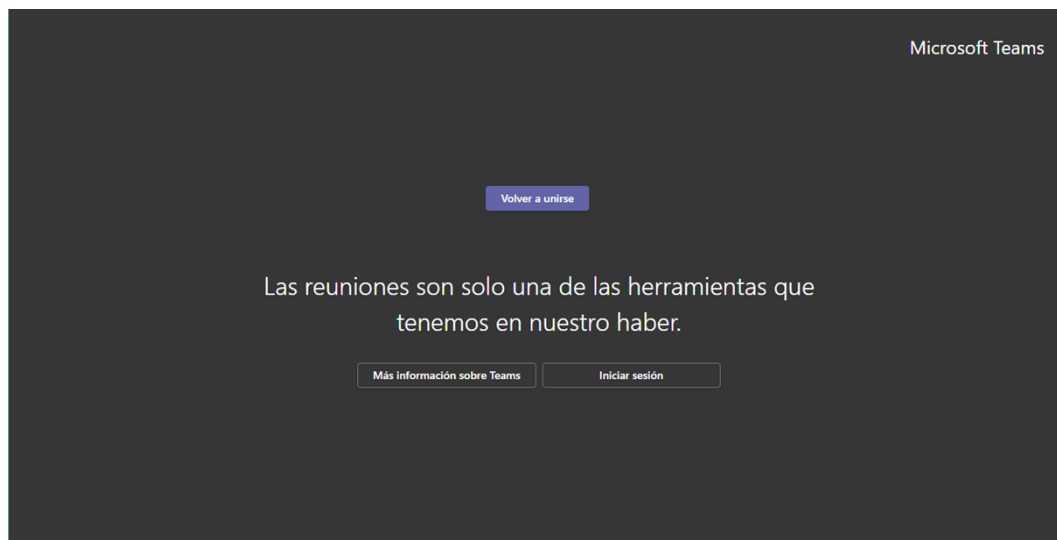 Microsoft Teams
Volver a unirse
Las reuniones son solo una de las herramientas que
tenemos en nuestro haber.
Más información sobre Teams
Iniciar sesión